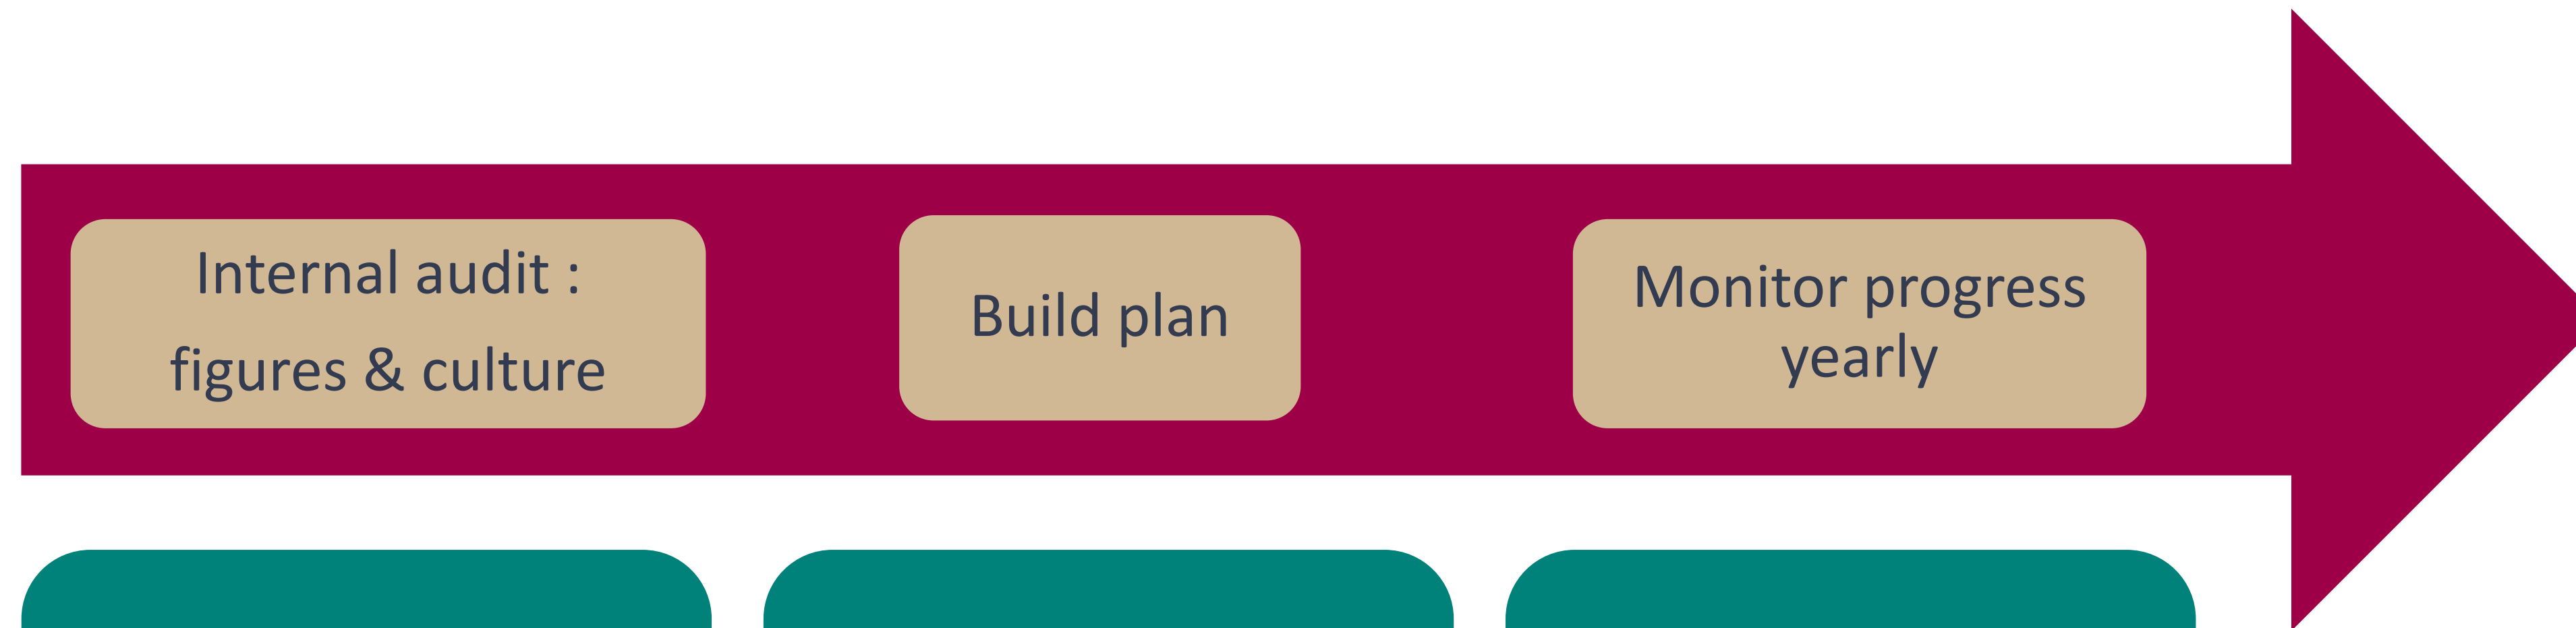 Internal audit :
figures & culture
Build plan
Monitor progress
yearly